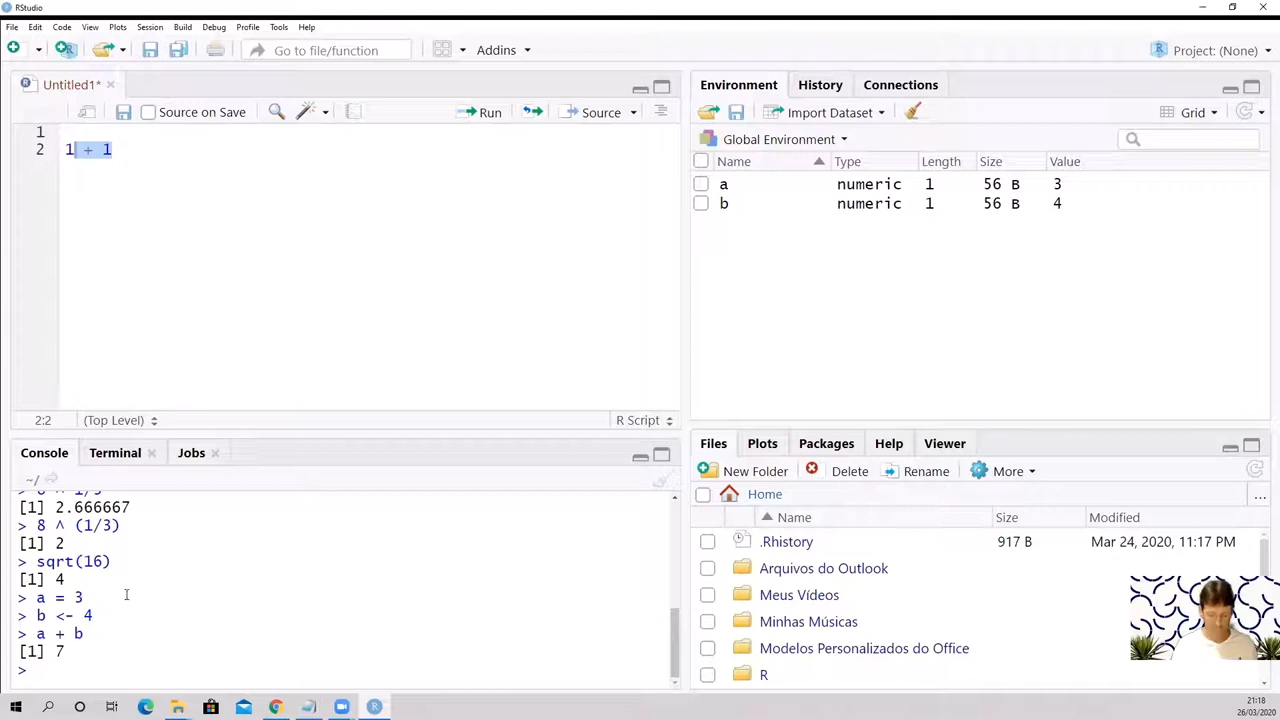 RStudio
File Edit Code View Plots Session Build Debug Profile Tools Help
Go to file/function Addins Project: (None)
Untitled1*
Source on Save Run Source
1
2 1 + 1
2:2 (Top Level) R Script
Console Terminal Jobs
~/
[1] 2.666667
> 8 ^ (1/3)
[1] 2
> sqrt(16)
[1] 4
> a = 3
> b <- 4
> a + b
[1] 7
>
Environment History Connections
Import Dataset Grid
Global Environment
Name Type Length Size Value
a numeric 1 56 B 3
b numeric 1 56 B 4
Files Plots Packages Help Viewer
New Folder Delete Rename More
Home ...
Name Size Modified
.Rhistory 917 B Mar 24, 2020, 11:17 PM
Arquivos do Outlook
Meus Vídeos
Minhas Músicas
Modelos Personalizados do Office
R
21:18
26/03/2020